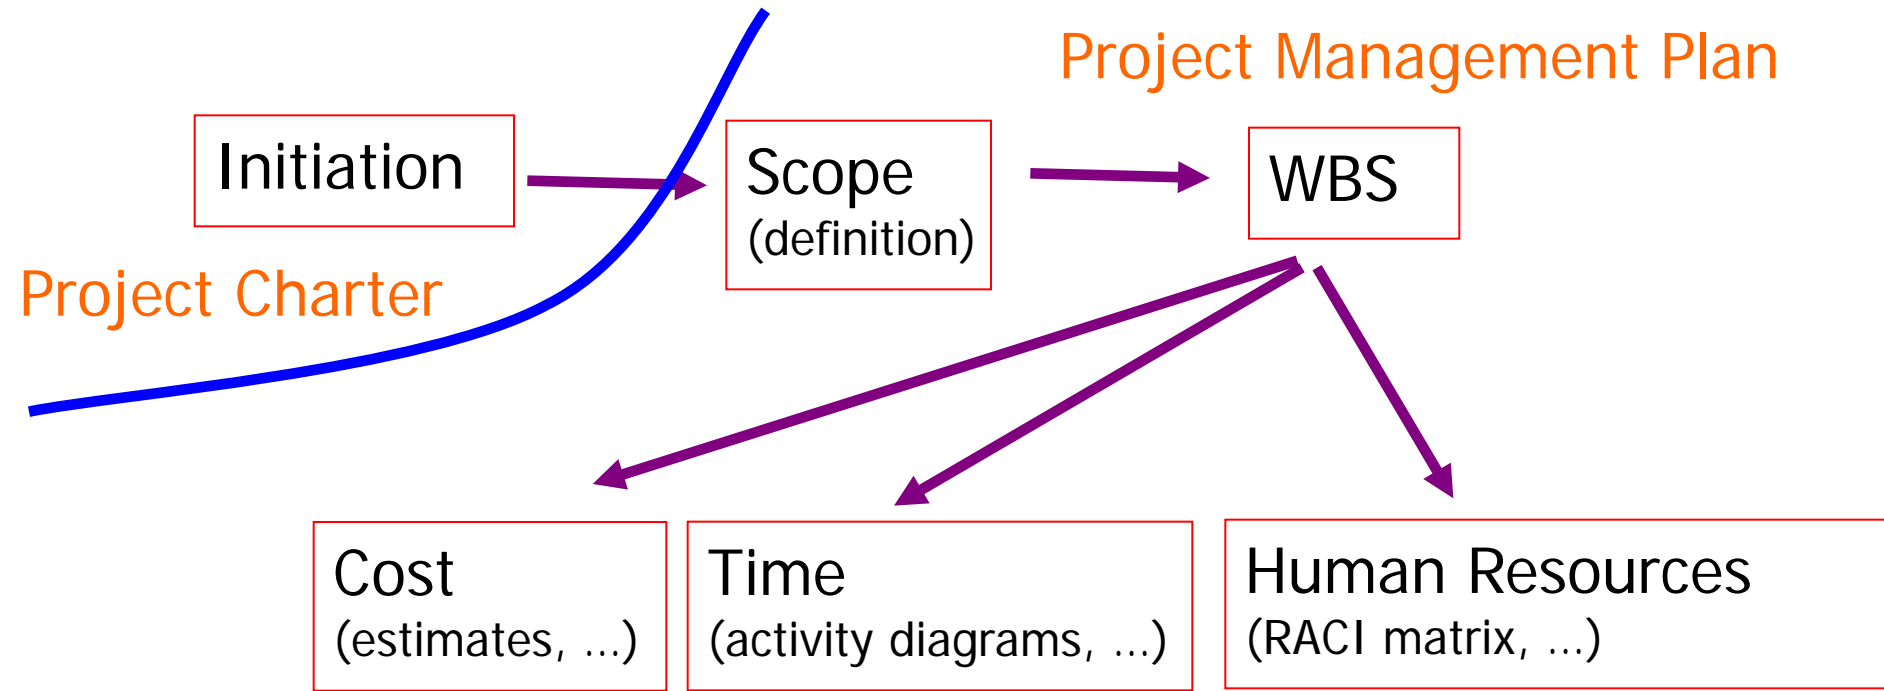 Project Management Plan
Initiation
Scope
(definition)
WBS
Project Charter
Cost
(estimates, ...)
Time
(activity diagrams, ...)
Human Resources
(RACI matrix, ...)